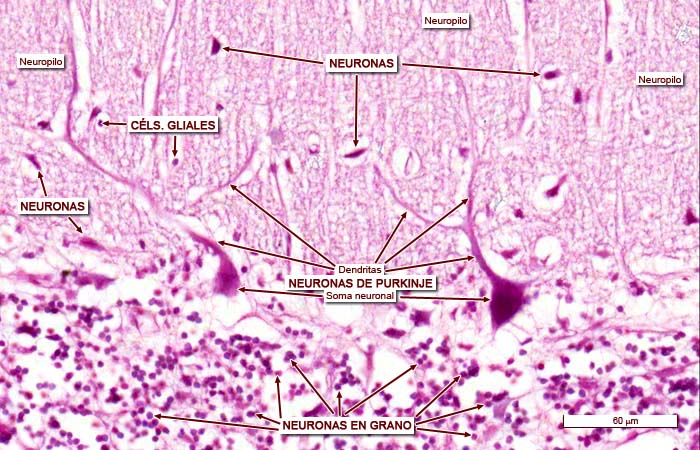 Neuropilo
Neuropilo
NEURONAS
Neuropilo
CÉLS. GLIALES
NEURONAS
Dendritas
NEURONAS DE PURKINJE
Soma neuronal
NEURONAS EN GRANO
60 µm